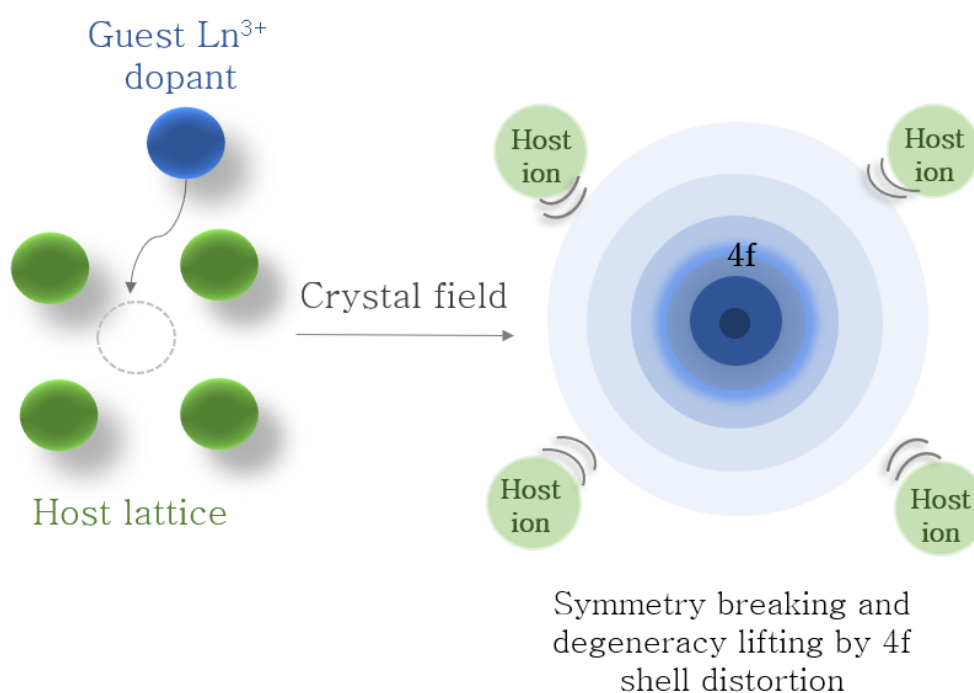 Guest Ln³⁺
dopant
Host lattice
Crystal field
Host
ion
Host
ion
4f
Host
ion
Host
ion
Symmetry breaking and
degeneracy lifting by 4f
shell distortion